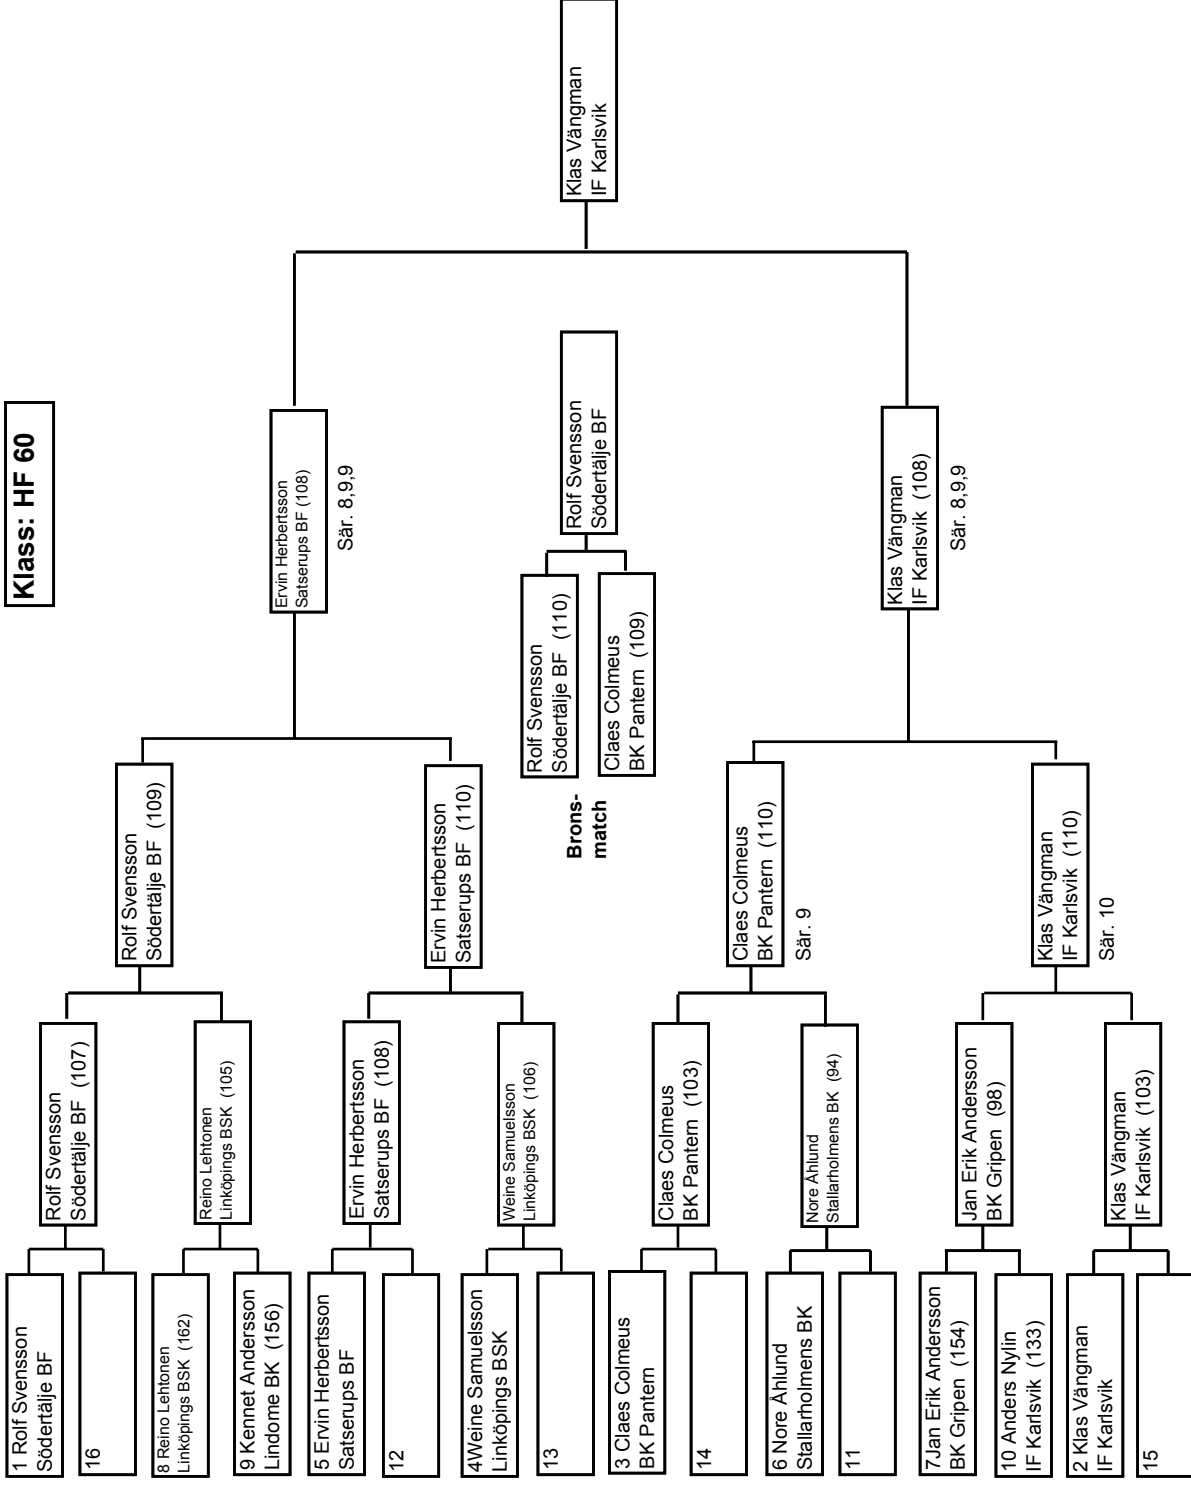 Klass: HF 60
1 Rolf Svensson
Södertälje BF
16
8 Reino Lehtonen
Linköpings BSK (162)
9 Kennet Andersson
Lindome BK (156)
5 Ervin Herbertsson
Satserups BF
12
4Weine Samuelsson
Linköpings BSK
13
3 Claes Colmeus
BK Pantern
14
6 Nore Åhlund
Stallarholmens BK
11
7Jan Erik Andersson
BK Gripen (154)
10 Anders Nylin
IF Karlsvik (133)
2 Klas Vängman
IF Karlsvik
15
Rolf Svensson
Södertälje BF (107)
Reino Lehtonen
Linköpings BSK (105)
Ervin Herbertsson
Satserups BF (108)
Weine Samuelsson
Linköpings BSK (106)
Claes Colmeus
BK Pantern (103)
Nore Åhlund
Stallarholmens BK (94)
Jan Erik Andersson
BK Gripen (98)
Klas Vängman
IF Karlsvik (103)
Rolf Svensson
Södertälje BF (109)
Ervin Herbertsson
Satserups BF (110)
Claes Colmeus
BK Pantern (110)
Sär. 9
Klas Vängman
IF Karlsvik (110)
Sär. 10
Brons-
match
Rolf Svensson
Södertälje BF (110)
Claes Colmeus
BK Pantern (109)
Rolf Svensson
Södertälje BF
Ervin Herbertsson
Satserups BF (108)
Sär. 8,9,9
Klas Vängman
IF Karlsvik (108)
Sär. 8,9,9
Klas Vängman
IF Karlsvik